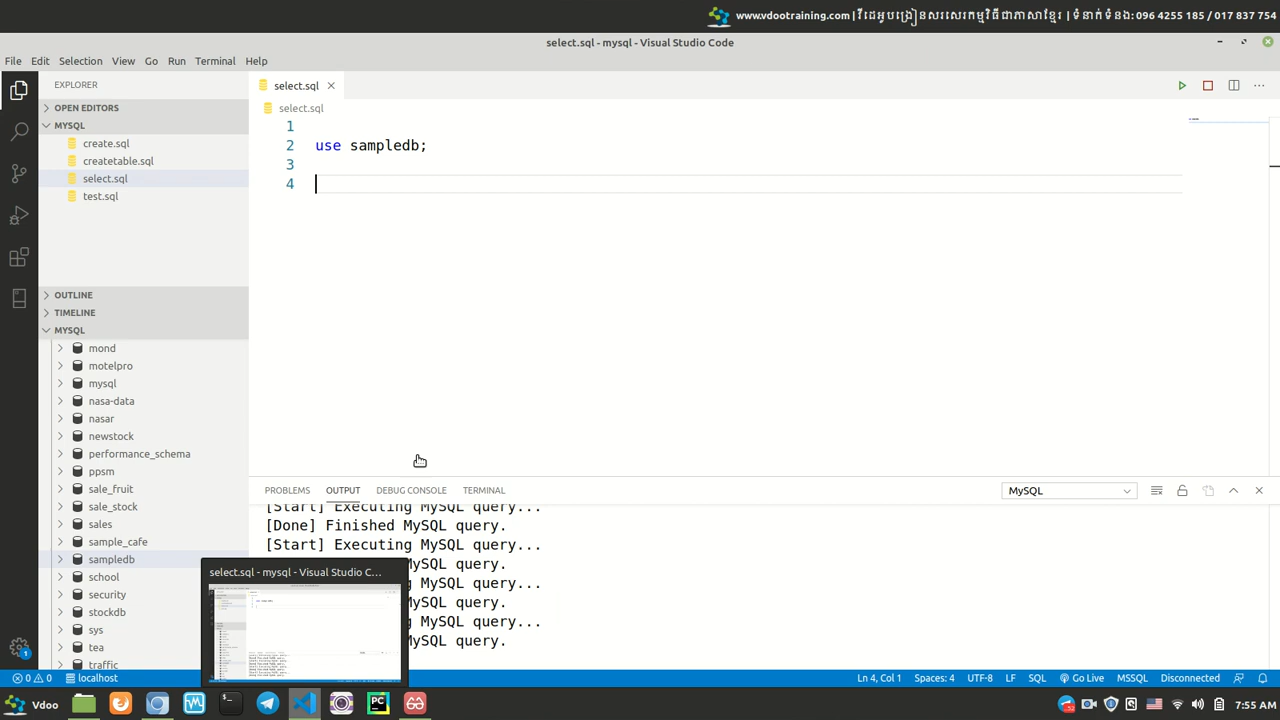 www.vdootraining.com | វីដេអូបង្រៀនសរសេរកម្មវិធីជាភាសាខ្មែរ | ទំនាក់ទំនង: 096 4235 185 / 017 837 754
select.sql - mysql - Visual Studio Code
File Edit Selection View Go Run Terminal Help
EXPLORER
select.sql
OPEN EDITORS
select.sql
MYSQL
create.sql
createtable.sql
select.sql
test.sql
1
2 use sampledb;
3
4
OUTLINE
TIMELINE
MYSQL
mond
motelpro
mysql
nasa-data
nasar
newstock
performance_schema
ppsm
sale_fruit
sale_stock
sales
sample_cafe
sampledb
school
security
stockdb
sys
tea
traffic
PROBLEMS OUTPUT DEBUG CONSOLE TERMINAL
MySQL
[Start] Executing MySQL query...
[Done] Finished MySQL query.
[Start] Executing MySQL query...
MySQL query.
g MySQL query...
MySQL query.
g MySQL query...
MySQL query.
select.sql - mysql - Visual Studio C...
1
0 0 localhost
Ln 4, Col 1 Spaces: 4 UTF-8 LF SQL Go Live MSSQL Disconnected
Vdoo
7:55 AM